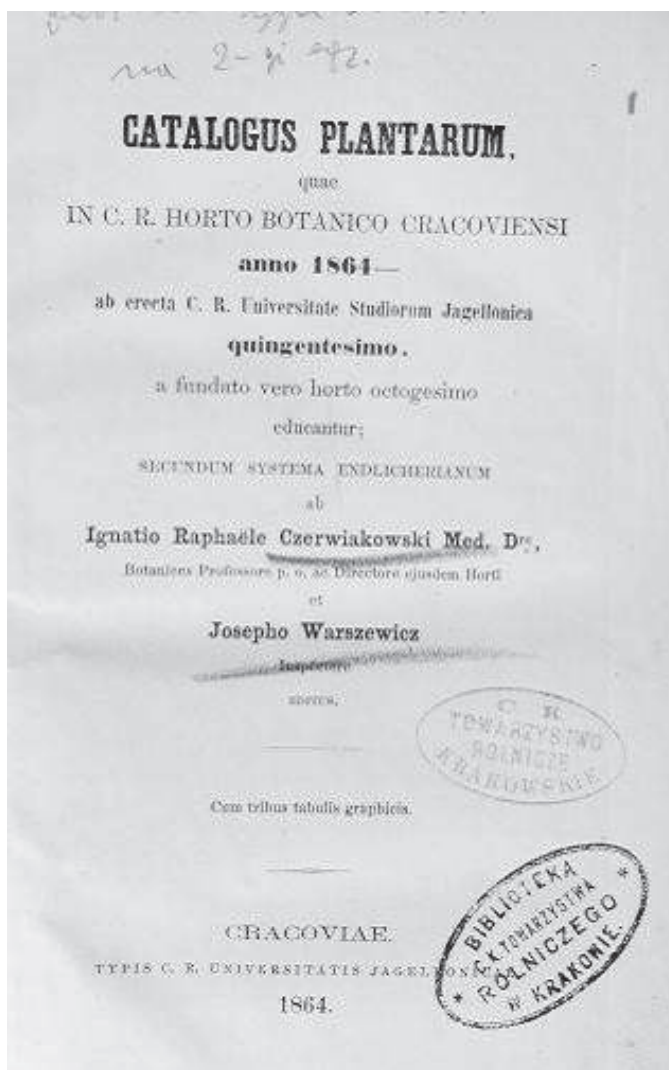 na 2-gi egz.
1
CATALOGUS PLANTARUM,
quae
IN C. R. HORTO BOTANICO CRACOVIENSI
anno 1864—
ab erecta C. R. Universitate Studiorum Jagellonica
quingentesimo.
a fundato vero horto octogesimo
educantur;
SECUNDUM SYSTEMA ENDLICHERIANUM
ab
Ignatio Raphaële Czerwiakowski Med. Dre,
Botanices Professore p. o. ac Directore ejusdem Horti
et
Josepho Warszewicz
Inspectore
editus.
C K
TOWARZYSTWO
ROLNICZE
KRAKOWSKIE
Cum tribus tabulis graphicis.
BIBLIOTEKA
C.K. TOWARZYSTWA
ROLNICZEGO
W KRAKOWIE.
CRACOVIAE.
TYPIS C. R. UNIVERSITATIS JAGELLONICAE
1864.